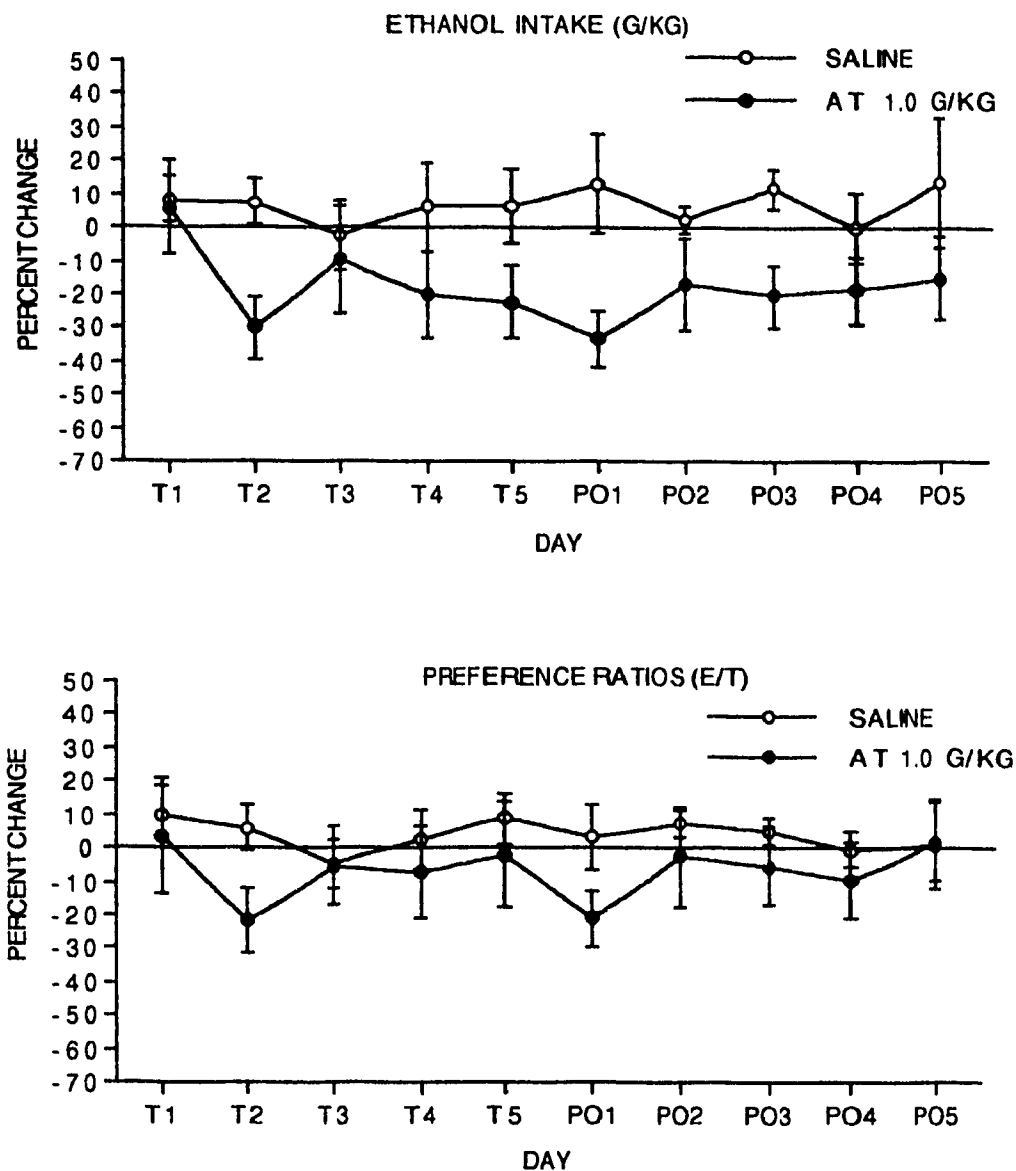 ETHANOL INTAKE (G/KG)
SALINE
AT 1.0 G/KG
PERCENT CHANGE
50
40
30
20
10
0
-10
-20
-30
-40
-50
-60
-70
T1 T2 T3 T4 T5 PO1 PO2 PO3 PO4 PO5
DAY
PREFERENCE RATIOS (E/T)
SALINE
AT 1.0 G/KG
PERCENT CHANGE
50
40
30
20
10
0
-10
-20
-30
-40
-50
-60
-70
T1 T2 T3 T4 T5 PO1 PO2 PO3 PO4 PO5
DAY